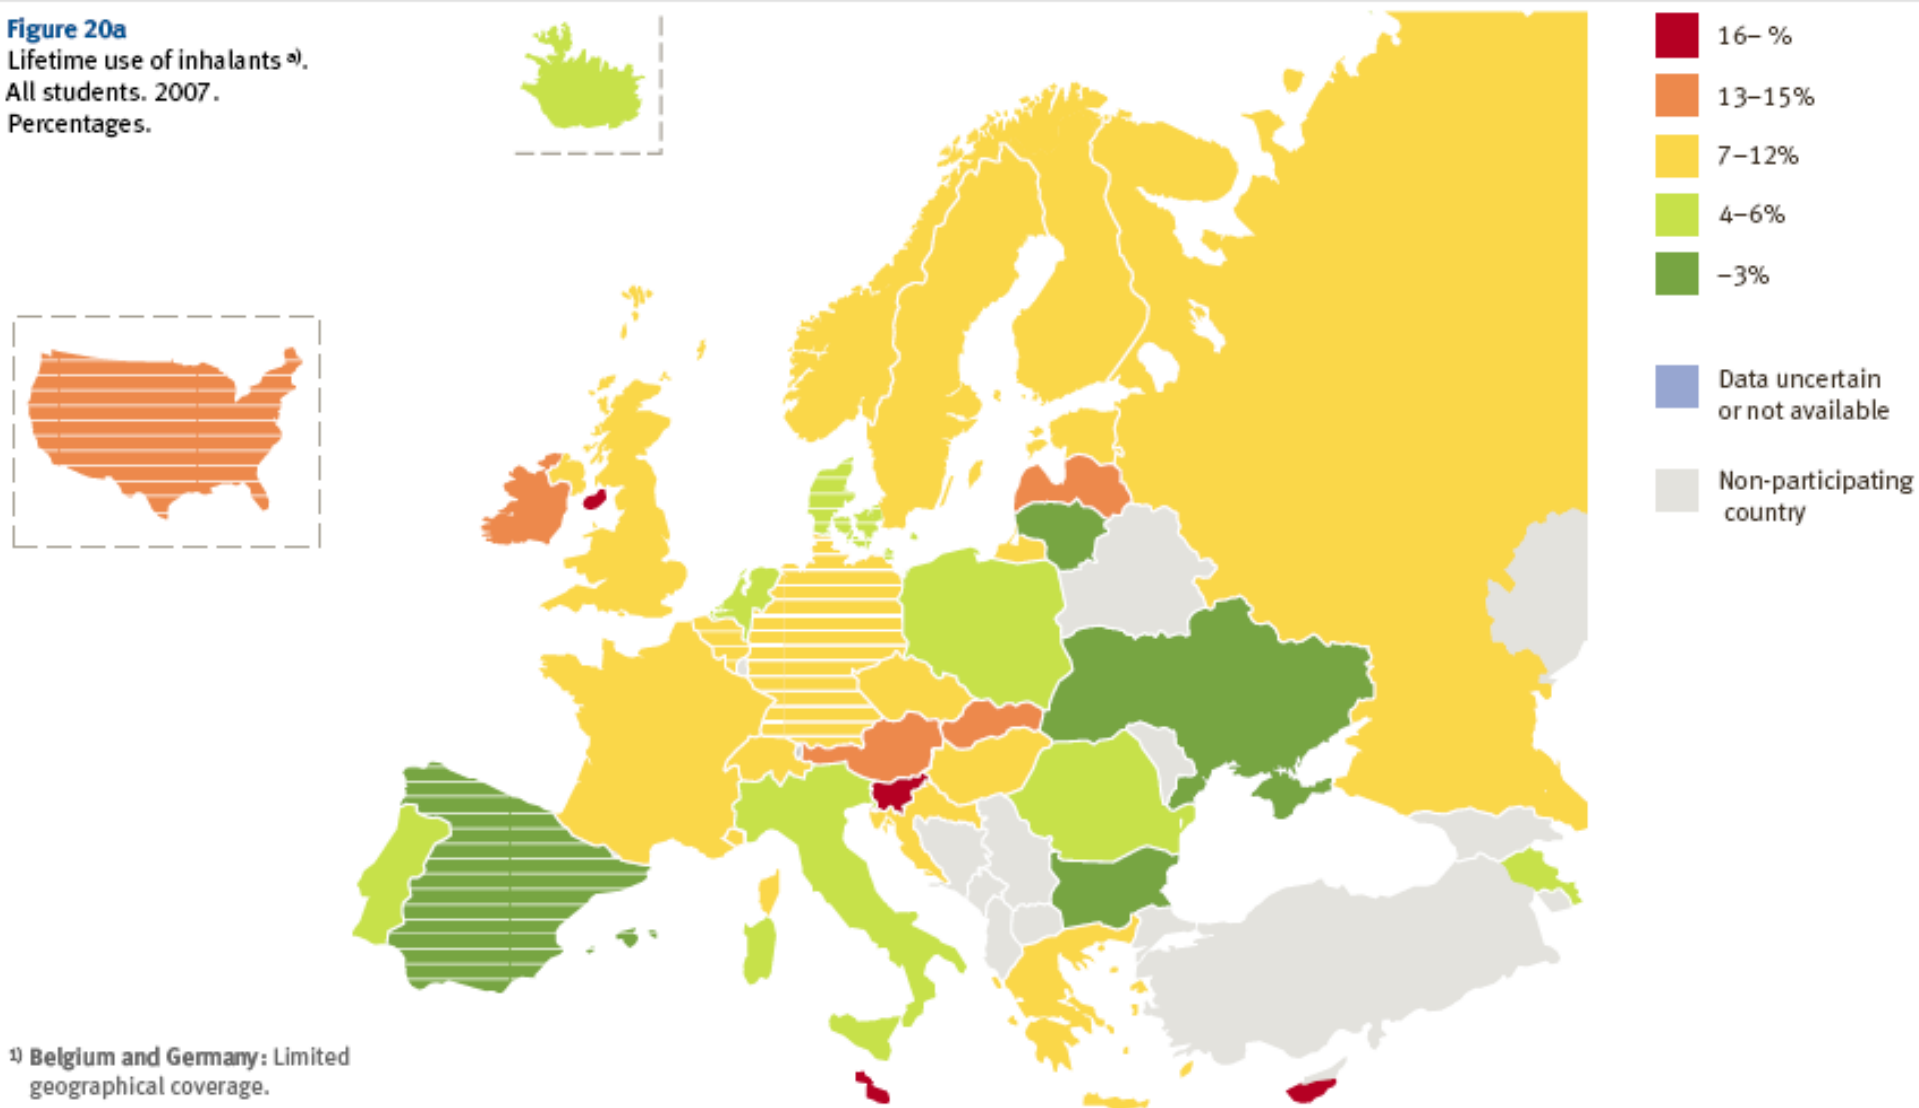 Figure 20a
Lifetime use of inhalants a).
All students. 2007.
Percentages.
16– %
13–15%
7–12%
4–6%
–3%
Data uncertain
or not available
Non-participating
country
1) Belgium and Germany: Limited
geographical coverage.